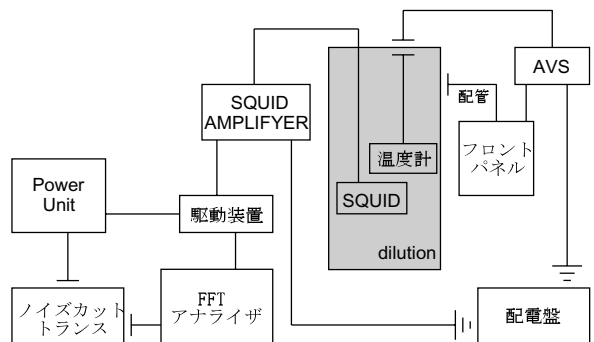 AVS
SQUID
AMPLIFYER
配管
フロント
パネル
温度計
Power
Unit
SQUID
駆動装置
dilution
FFT
アナライザ
ノイズカット
トランス
配電盤